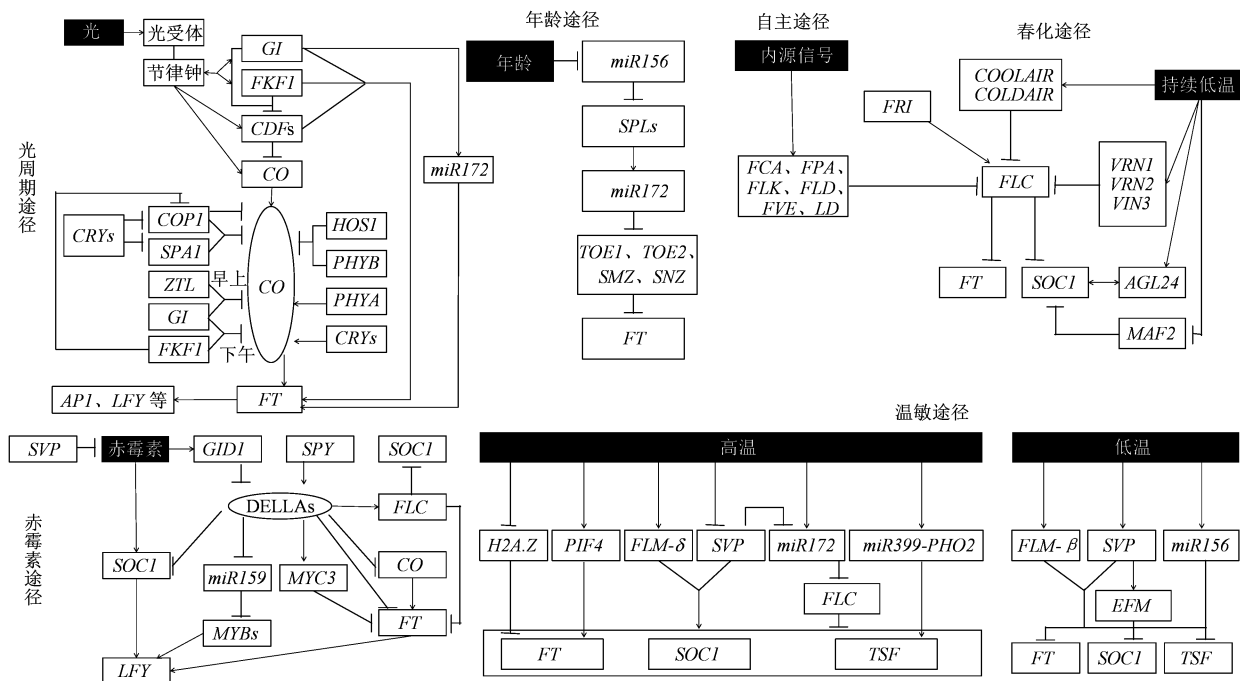 光
光受体
节律钟
GI
FKF1
CDFs
CO
miR172
光周期途径
CRYs
COP1
SPA1
ZTL
GI
FKF1
早上
下午
CO
HOS1
PHYB
PHYA
CRYs
AP1、LFY 等
FT
年龄途径
年龄
miR156
SPLs
miR172
TOE1、TOE2、
SMZ、SNZ
FT
自主途径
内源信号
FCA、FPA、
FLK、FLD、
FVE、LD
春化途径
COOLAIR
COLDAIR
持续低温
FRI
FLC
VRN1
VRN2
VIN3
FT
SOC1
AGL24
MAF2
赤霉素途径
SVP
赤霉素
GID1
SPY
SOC1
DELLAs
FLC
SOC1
miR159
MYC3
CO
MYBs
FT
LFY
温敏途径
高温
H2A.Z
PIF4
FLM-δ
SVP
miR172
miR399-PHO2
FLC
FT
SOC1
TSF
低温
FLM-β
SVP
miR156
EFM
FT
SOC1
TSF